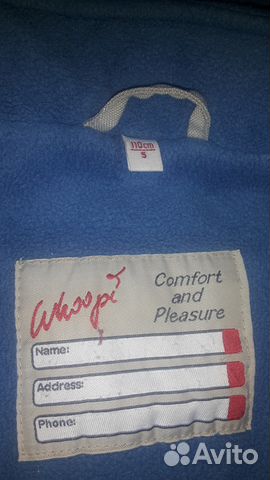 110cm
5
Whoopi
Comfort
and
Pleasure
Name:
Address:
Phone:
Avito